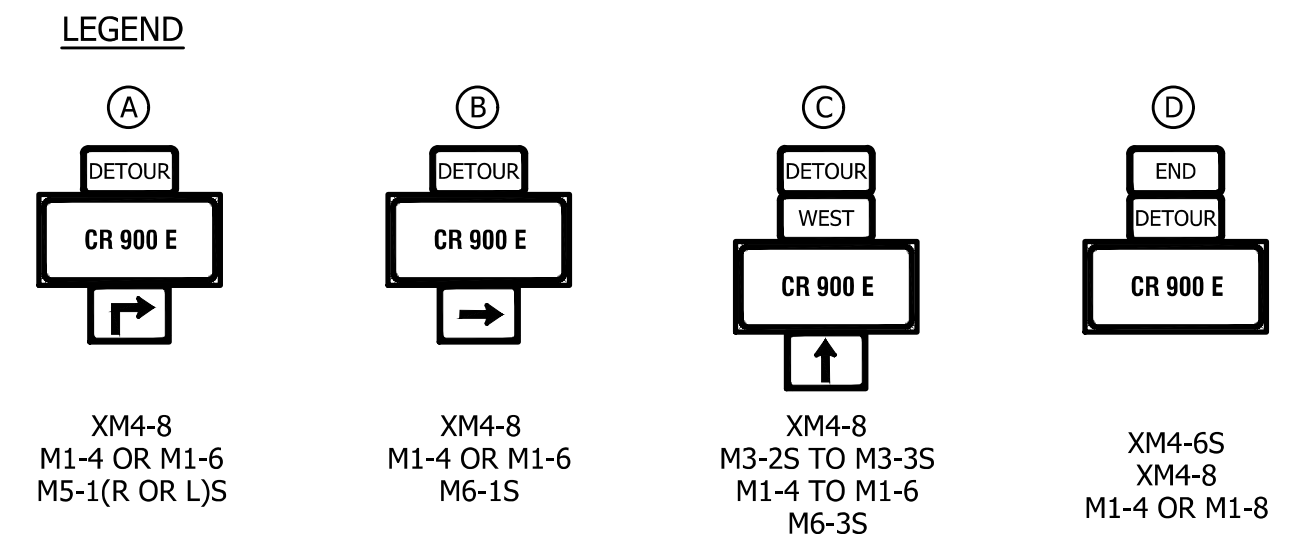 LEGEND
A
DETOUR
CR 900 E
XM4-8
M1-4 OR M1-6
M5-1(R OR L)S
B
DETOUR
CR 900 E
XM4-8
M1-4 OR M1-6
M6-1S
C
DETOUR
WEST
CR 900 E
XM4-8
M3-2S TO M3-3S
M1-4 TO M1-6
M6-3S
D
END
DETOUR
CR 900 E
XM4-6S
XM4-8
M1-4 OR M1-8